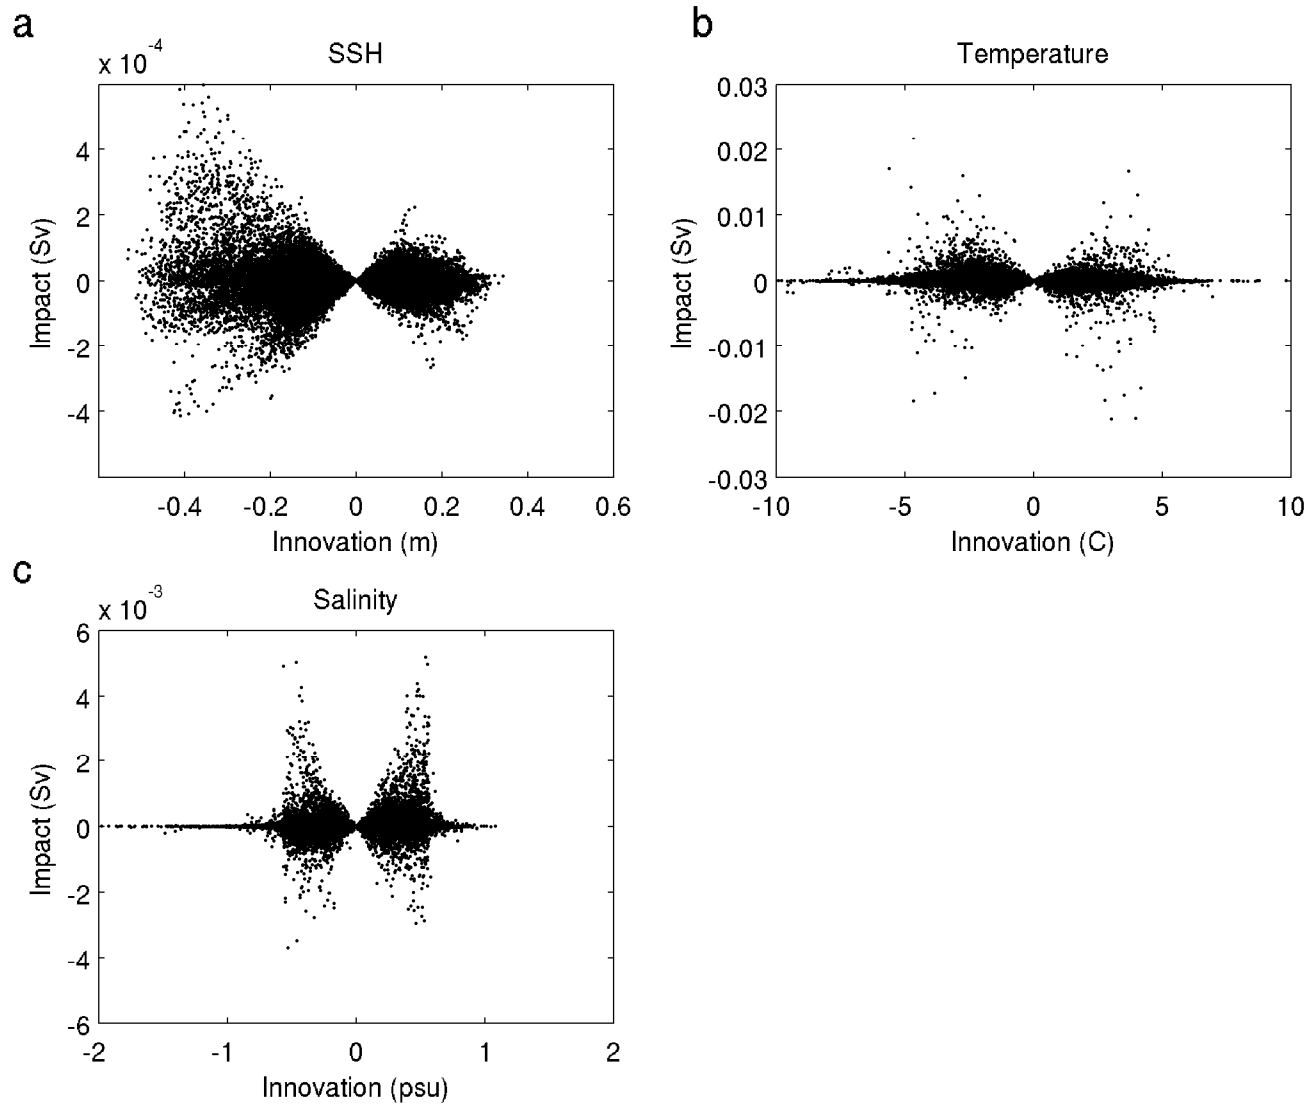 a
SSH
x 10^-4
4
2
0
-2
-4
-0.4 -0.2 0 0.2 0.4 0.6
Impact (Sv)
Innovation (m)
b
Temperature
0.03
0.02
0.01
0
-0.01
-0.02
-0.03
-10 -5 0 5 10
Impact (Sv)
Innovation (C)
c
Salinity
x 10^-3
6
4
2
0
-2
-4
-6
-2 -1 0 1 2
Impact (Sv)
Innovation (psu)